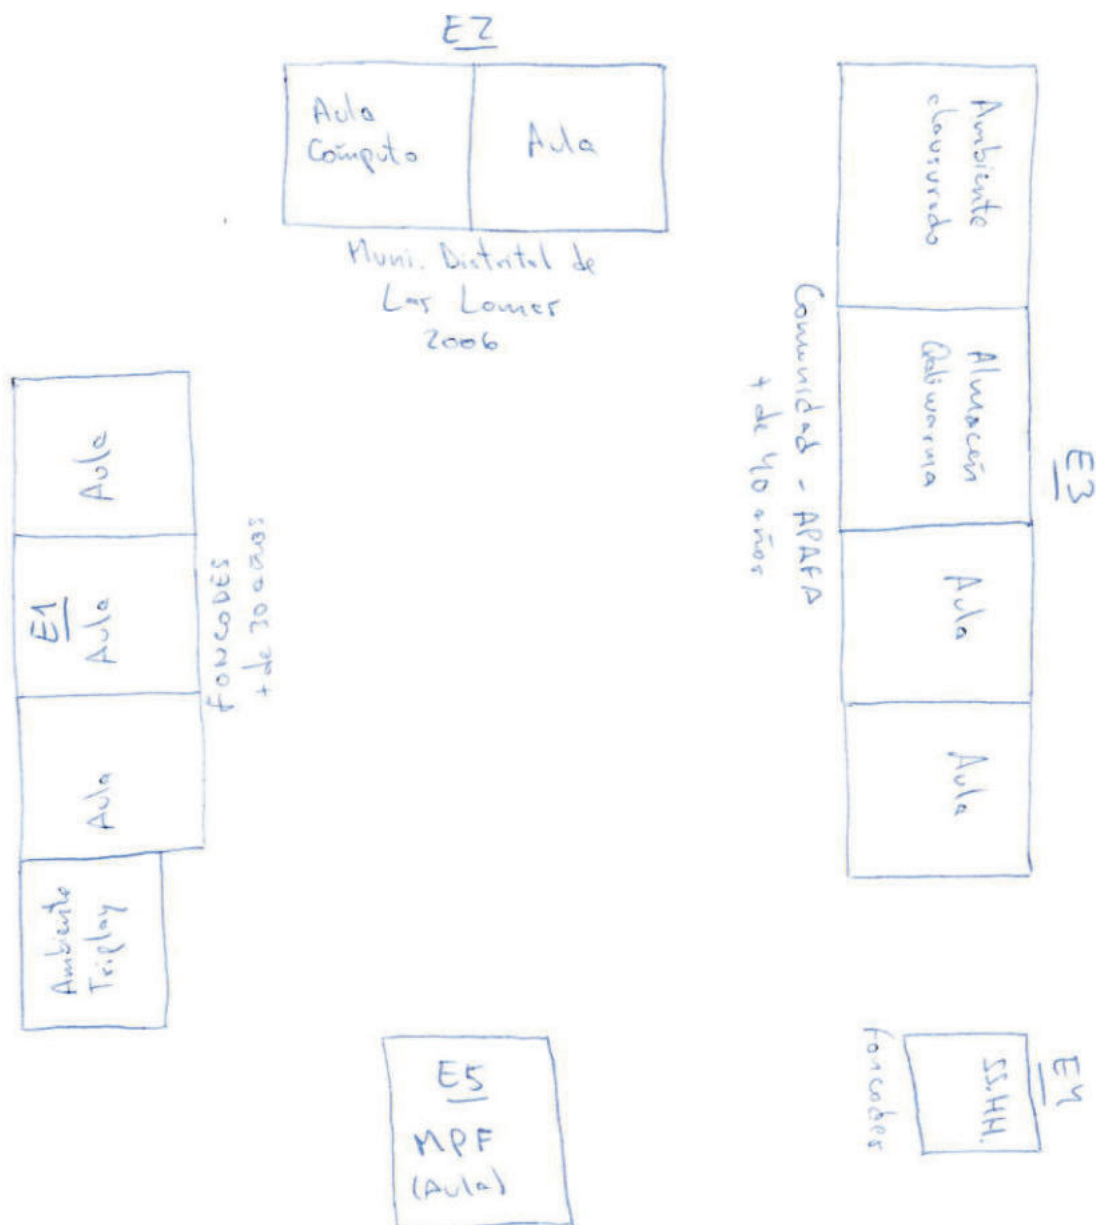 E2
Aula
Cómputo
Aula
Muni. Distrital de
Las Lomas
2006
Ambiente
clausurado
Almacén
Qaliwarma
Aula
Aula
E3
Comunidad - APAFA
+ de 40 años
Aula
E1
Aula
Aula
Ambiente
Triplay
FONCODES
+ de 30 años
E5
MPF
(Aula)
E4
SS.HH.
Foncodes